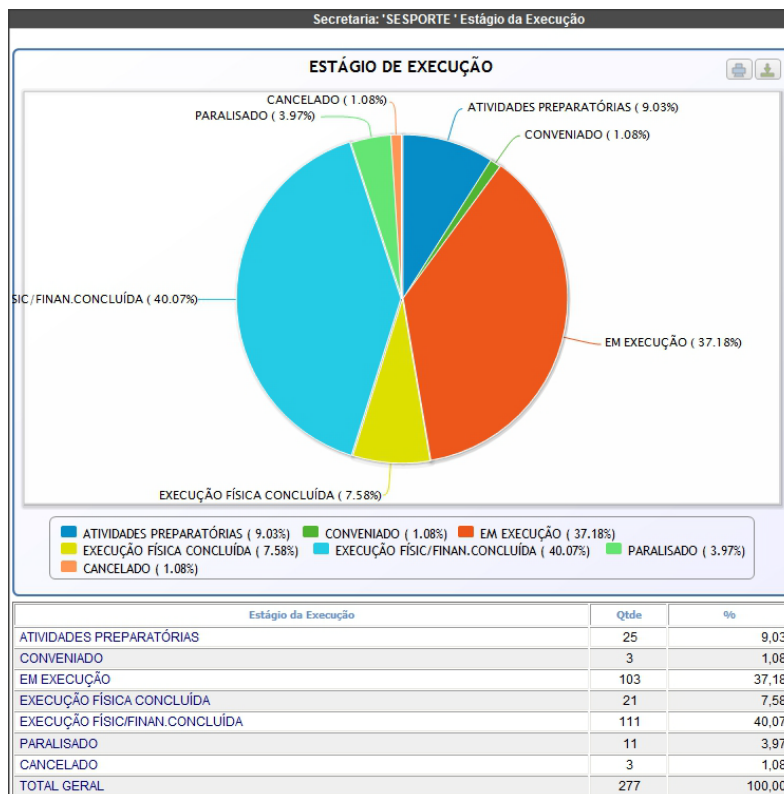 Secretaria: 'SESPORTE ' Estágio da Execução
ESTÁGIO DE EXECUÇÃO
CANCELADO ( 1.08%)
ATIVIDADES PREPARATÓRIAS ( 9.03%)
PARALISADO ( 3.97%)
CONVENIADO ( 1.08%)
SIC/FINAN.CONCLUÍDA ( 40.07%)
EM EXECUÇÃO ( 37.18%)
EXECUÇÃO FÍSICA CONCLUÍDA ( 7.58%)
ATIVIDADES PREPARATÓRIAS ( 9.03%) CONVENIADO ( 1.08%) EM EXECUÇÃO ( 37.18%)
EXECUÇÃO FÍSICA CONCLUÍDA ( 7.58%) EXECUÇÃO FÍSIC/FINAN.CONCLUÍDA ( 40.07%) PARALISADO ( 3.97%)
CANCELADO ( 1.08%)
Estágio da Execução Qtde %
ATIVIDADES PREPARATÓRIAS 25 9,03
CONVENIADO 3 1,08
EM EXECUÇÃO 103 37,18
EXECUÇÃO FÍSICA CONCLUÍDA 21 7,58
EXECUÇÃO FÍSIC/FINAN.CONCLUÍDA 111 40,07
PARALISADO 11 3,97
CANCELADO 3 1,08
TOTAL GERAL 277 100,00